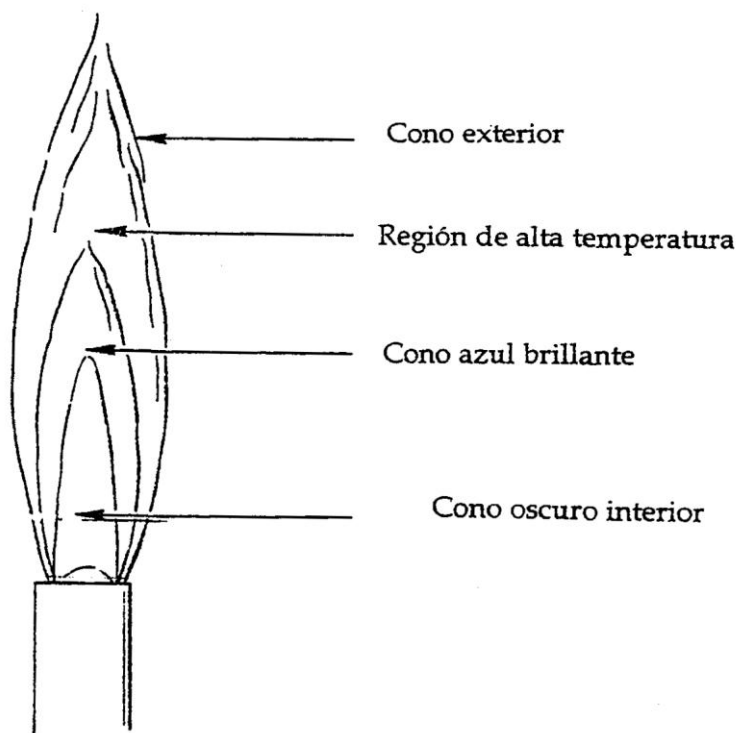 Cono exterior
Región de alta temperatura
Cono azul brillante
Cono oscuro interior